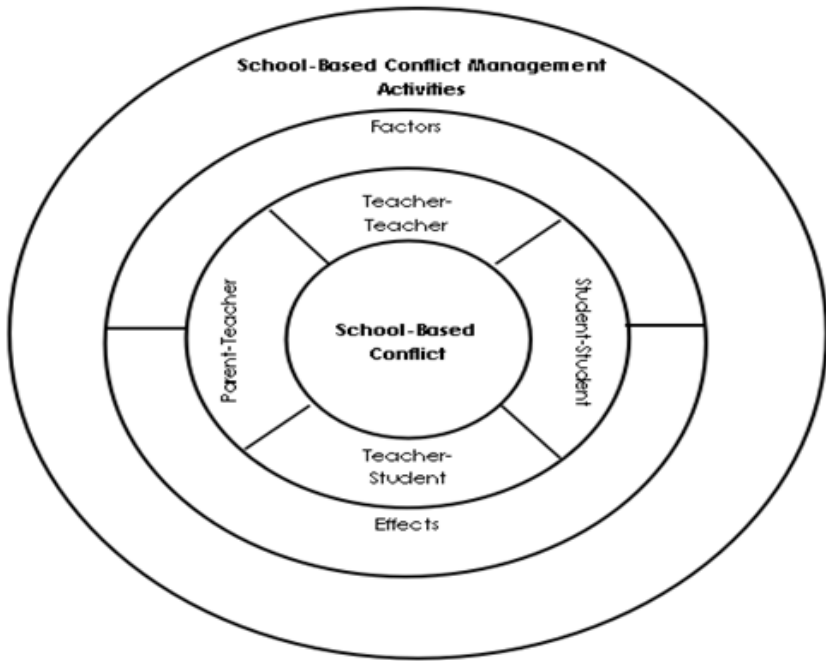 School-Based Conflict Management
Activities
Factors
Teacher-
Teacher
Parent-Teacher
School-Based
Conflict
Student-Student
Teacher-
Student
Effects